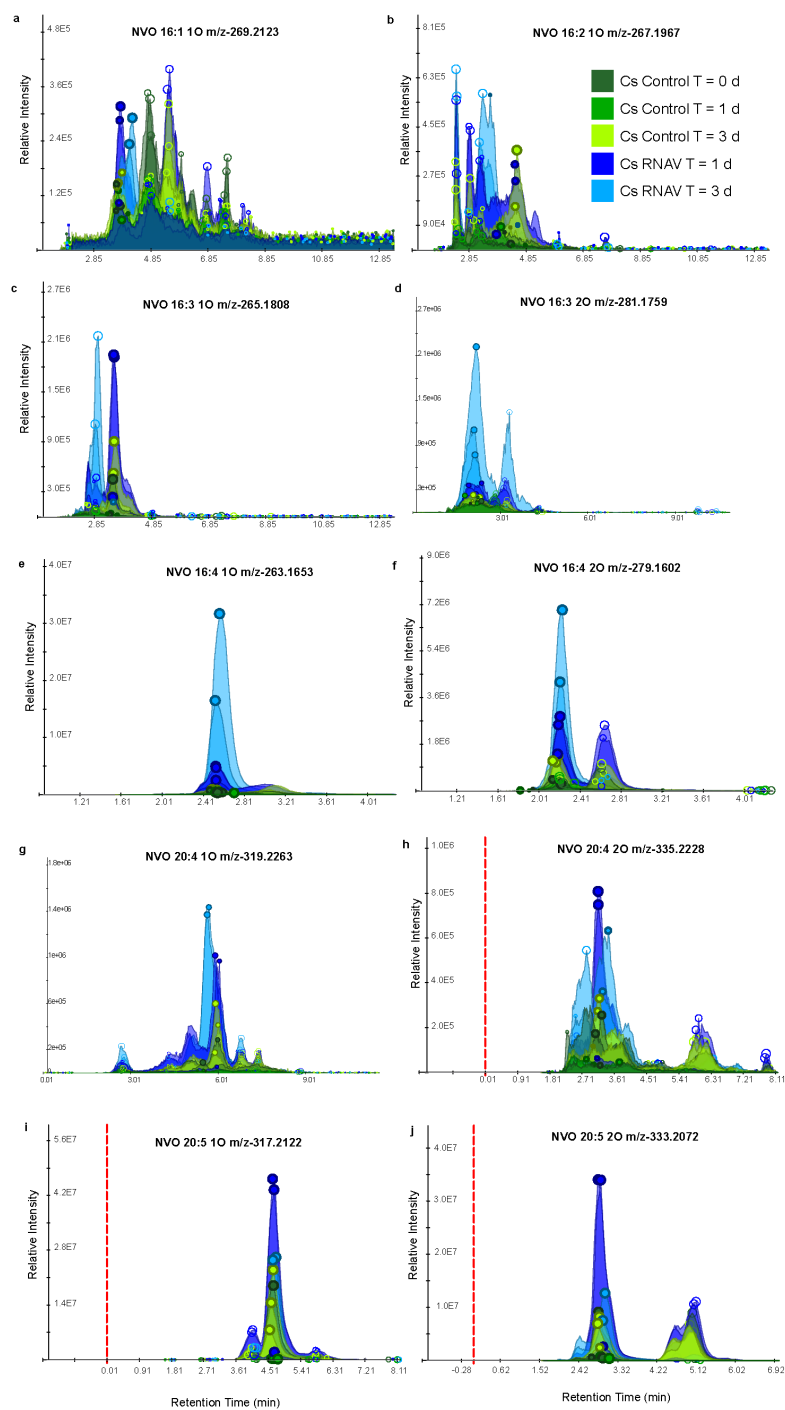 a
NVO 16:1 1O m/z-269.2123
Relative Intensity
4.8E5
3.6E5
2.4E5
1.2E5
2.85 4.85 6.85 8.85 10.85 12.85
b
NVO 16:2 1O m/z-267.1967
Relative Intensity
8.1E5
6.3E5
4.5E5
2.7E5
9.0E4
2.85 4.85 6.85 8.85 10.85 12.85
Cs Control T = 0 d
Cs Control T = 1 d
Cs Control T = 3 d
Cs RNAV T = 1 d
Cs RNAV T = 3 d
c
NVO 16:3 1O m/z-265.1808
Relative Intensity
2.7E6
2.1E6
1.5E6
9.0E5
3.0E5
2.85 4.85 6.85 8.85 10.85 12.85
d
NVO 16:3 2O m/z-281.1759
2.7e+06
2.1e+06
1.5e+06
9e+05
3e+05
3.01 6.01 9.01
e
NVO 16:4 1O m/z-263.1653
Relative Intensity
4.0E7
3.0E7
2.0E7
1.0E7
1.21 1.61 2.01 2.41 2.81 3.21 3.61 4.01
f
NVO 16:4 2O m/z-279.1602
Relative Intensity
9.0E6
7.2E6
5.4E6
3.6E6
1.8E6
1.21 1.61 2.01 2.41 2.81 3.21 3.61 4.01
g
NVO 20:4 1O m/z-319.2263
Relative Intensity
1.8e+06
1.4e+06
1e+06
6e+05
2e+05
0.01 3.01 6.01 9.01
h
NVO 20:4 2O m/z-335.2228
Relative Intensity
1.0E6
8.0E5
6.0E5
4.0E5
2.0E5
0.01 0.91 1.81 2.71 3.61 4.51 5.41 6.31 7.21 8.11
i
NVO 20:5 1O m/z-317.2122
Relative Intensity
5.6E7
4.2E7
2.8E7
1.4E7
0.01 0.91 1.81 2.71 3.61 4.51 5.41 6.31 7.21 8.11
Retention Time (min)
j
NVO 20:5 2O m/z-333.2072
Relative Intensity
4.0E7
3.0E7
2.0E7
1.0E7
-0.28 0.62 1.52 2.42 3.32 4.22 5.12 6.02 6.92
Retention Time (min)